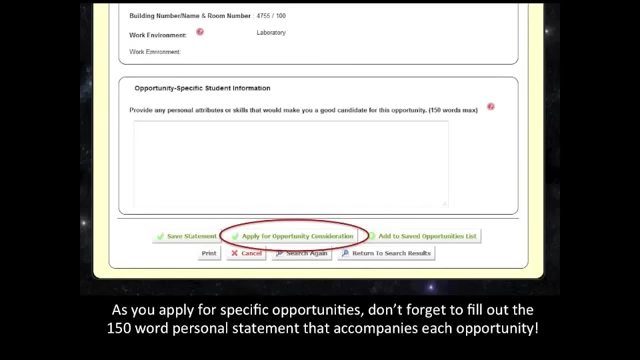 Building Number/Name & Room Number : 4755 / 100
Work Environment: Laboratory
Work Environment:
Opportunity-Specific Student Information
Provide any personal attributes or skills that would make you a good candidate for this opportunity. (150 words max)
Save Statement Apply for Opportunity Consideration Add to Saved Opportunities List
Print Cancel Search Again Return To Search Results
As you apply for specific opportunities, don't forget to fill out the
150 word personal statement that accompanies each opportunity!